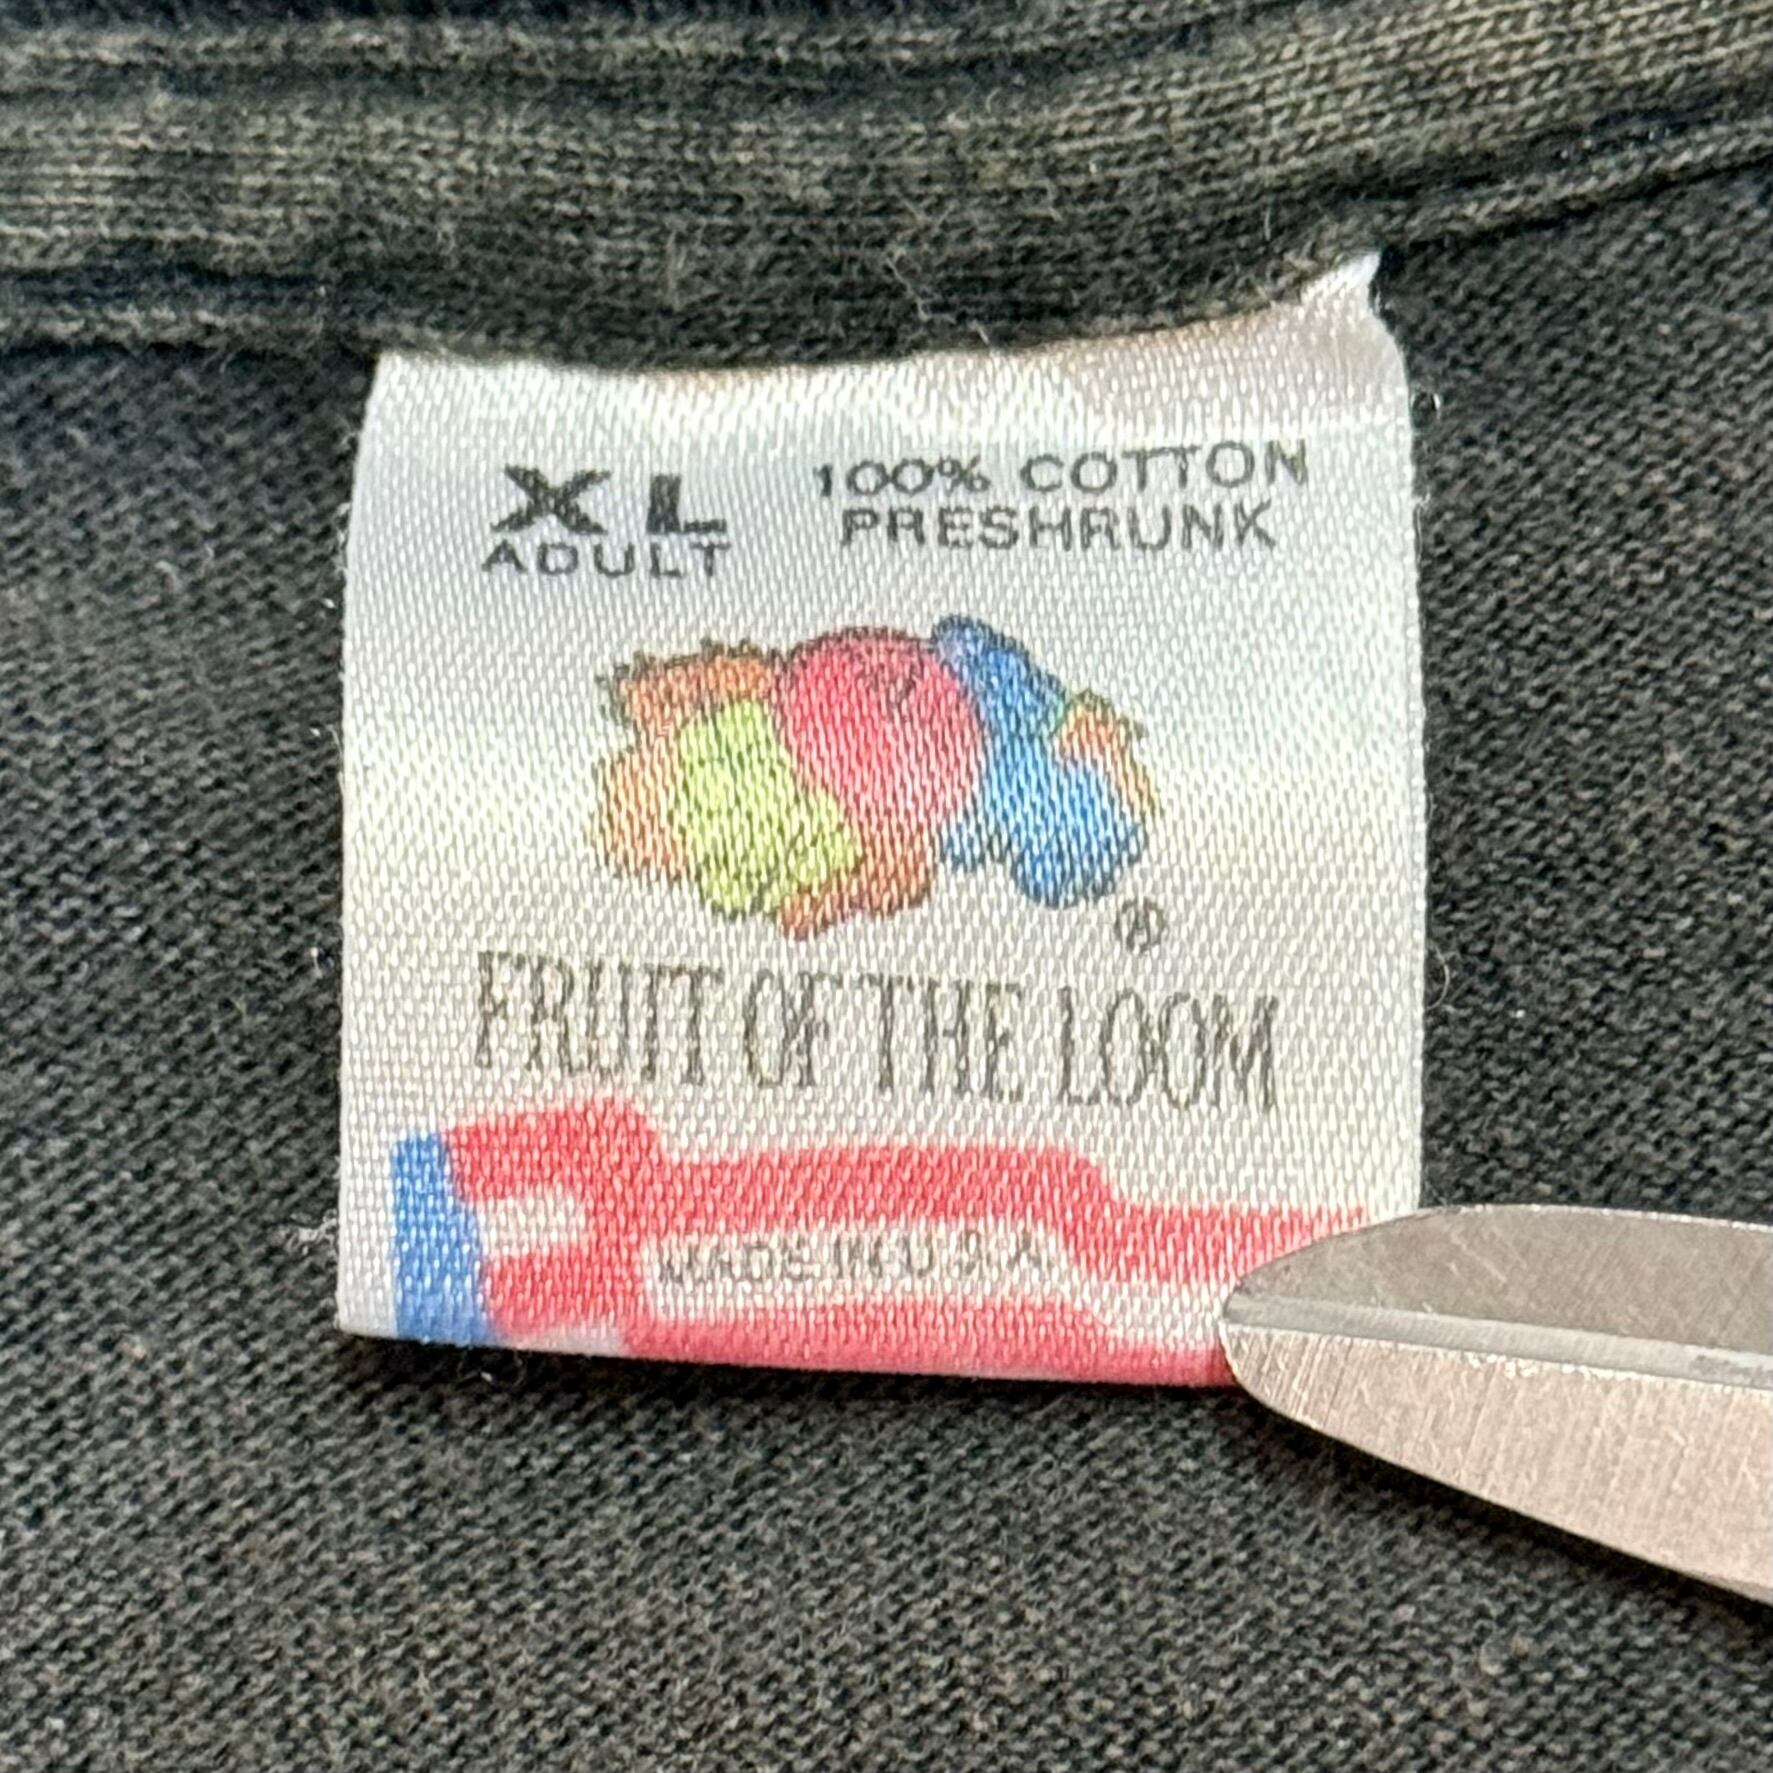 XL
ADULT
100% COTTON
PRESHRUNK
®
FRUIT OF THE LOOM
MADE IN U.S.A.